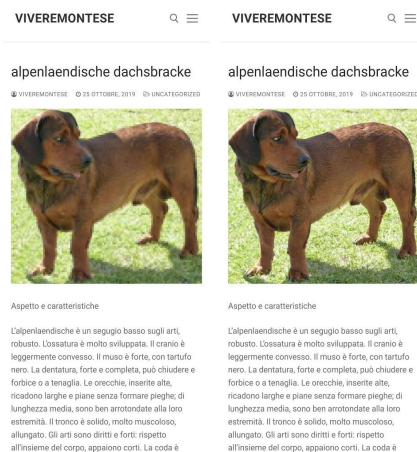 VIVEREMONTESE
alpenlaendische dachsbracke
VIVEREMONTESE 25 OTTOBRE, 2019 UNCATEGORIZED
Aspetto e caratteristiche
L'alpenlaendische è un segugio basso sugli arti,
robusto. L'ossatura è molto sviluppata. Il cranio è
leggermente convesso. Il muso è forte, con tartufo
nero. La dentatura, forte e completa, può chiudere e
forbice o a tenaglia. Le orecchie, inserite alte,
ricadono larghe e piane senza formare pieghe; di
lunghezza media, sono ben arrotondate alla loro
estremità. Il tronco è solido, molto muscoloso,
allungato. Gli arti sono diritti e forti: rispetto
all'insieme del corpo, appaiono corti. La coda è
VIVEREMONTESE
alpenlaendische dachsbracke
VIVEREMONTESE 25 OTTOBRE, 2019 UNCATEGORIZED
Aspetto e caratteristiche
L'alpenlaendische è un segugio basso sugli arti,
robusto. L'ossatura è molto sviluppata. Il cranio è
leggermente convesso. Il muso è forte, con tartufo
nero. La dentatura, forte e completa, può chiudere e
forbice o a tenaglia. Le orecchie, inserite alte,
ricadono larghe e piane senza formare pieghe; di
lunghezza media, sono ben arrotondate alla loro
estremità. Il tronco è solido, molto muscoloso,
allungato. Gli arti sono diritti e forti: rispetto
all'insieme del corpo, appaiono corti. La coda è